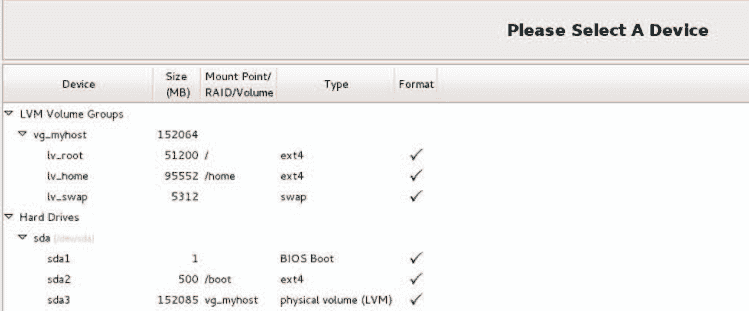 Please Select A Device
Device Size (MB) Mount Point/ RAID/Volume Type Format
LVM Volume Groups
vg_myhost 152064
lv_root 51200 / ext4
lv_home 95552 /home ext4
lv_swap 5312 swap
Hard Drives
sda (/dev/sda)
sda1 1 BIOS Boot
sda2 500 /boot ext4
sda3 152085 vg_myhost physical volume (LVM)